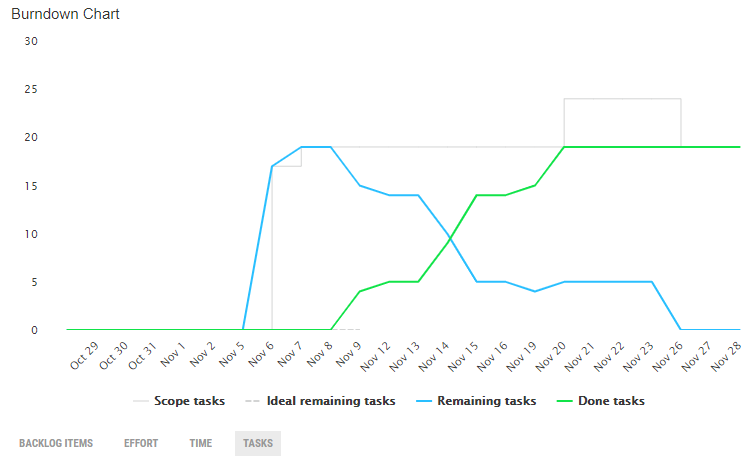 Burndown Chart
30
25
20
15
10
5
0
Oct 29 Oct 30 Oct 31 Nov 1 Nov 2 Nov 5 Nov 6 Nov 7 Nov 8 Nov 9 Nov 12 Nov 13 Nov 14 Nov 15 Nov 16 Nov 19 Nov 20 Nov 21 Nov 22 Nov 23 Nov 26 Nov 27 Nov 28
Scope tasks Ideal remaining tasks Remaining tasks Done tasks
BACKLOG ITEMS EFFORT TIME TASKS